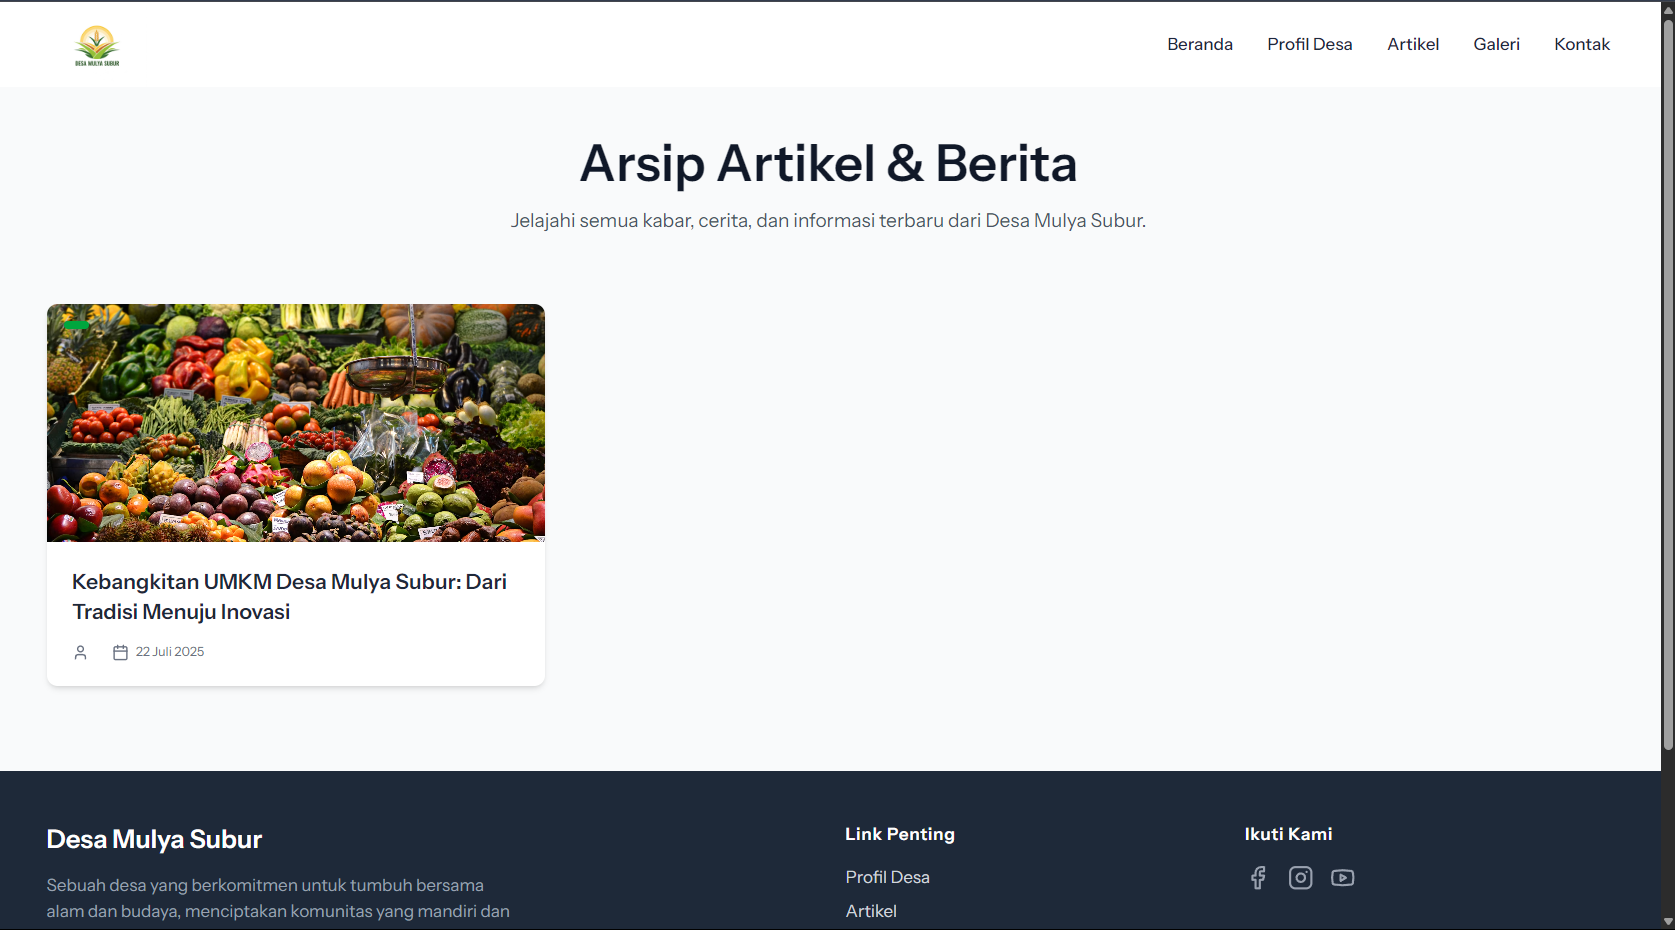 DESA MULYA SUBUR
Beranda
Profil Desa
Artikel
Galeri
Kontak
Arsip Artikel & Berita
Jelajahi semua kabar, cerita, dan informasi terbaru dari Desa Mulya Subur.
Kebangkitan UMKM Desa Mulya Subur: Dari
Tradisi Menuju Inovasi
22 Juli 2025
Desa Mulya Subur
Sebuah desa yang berkomitmen untuk tumbuh bersama
alam dan budaya, menciptakan komunitas yang mandiri dan
Link Penting
Profil Desa
Artikel
Ikuti Kami